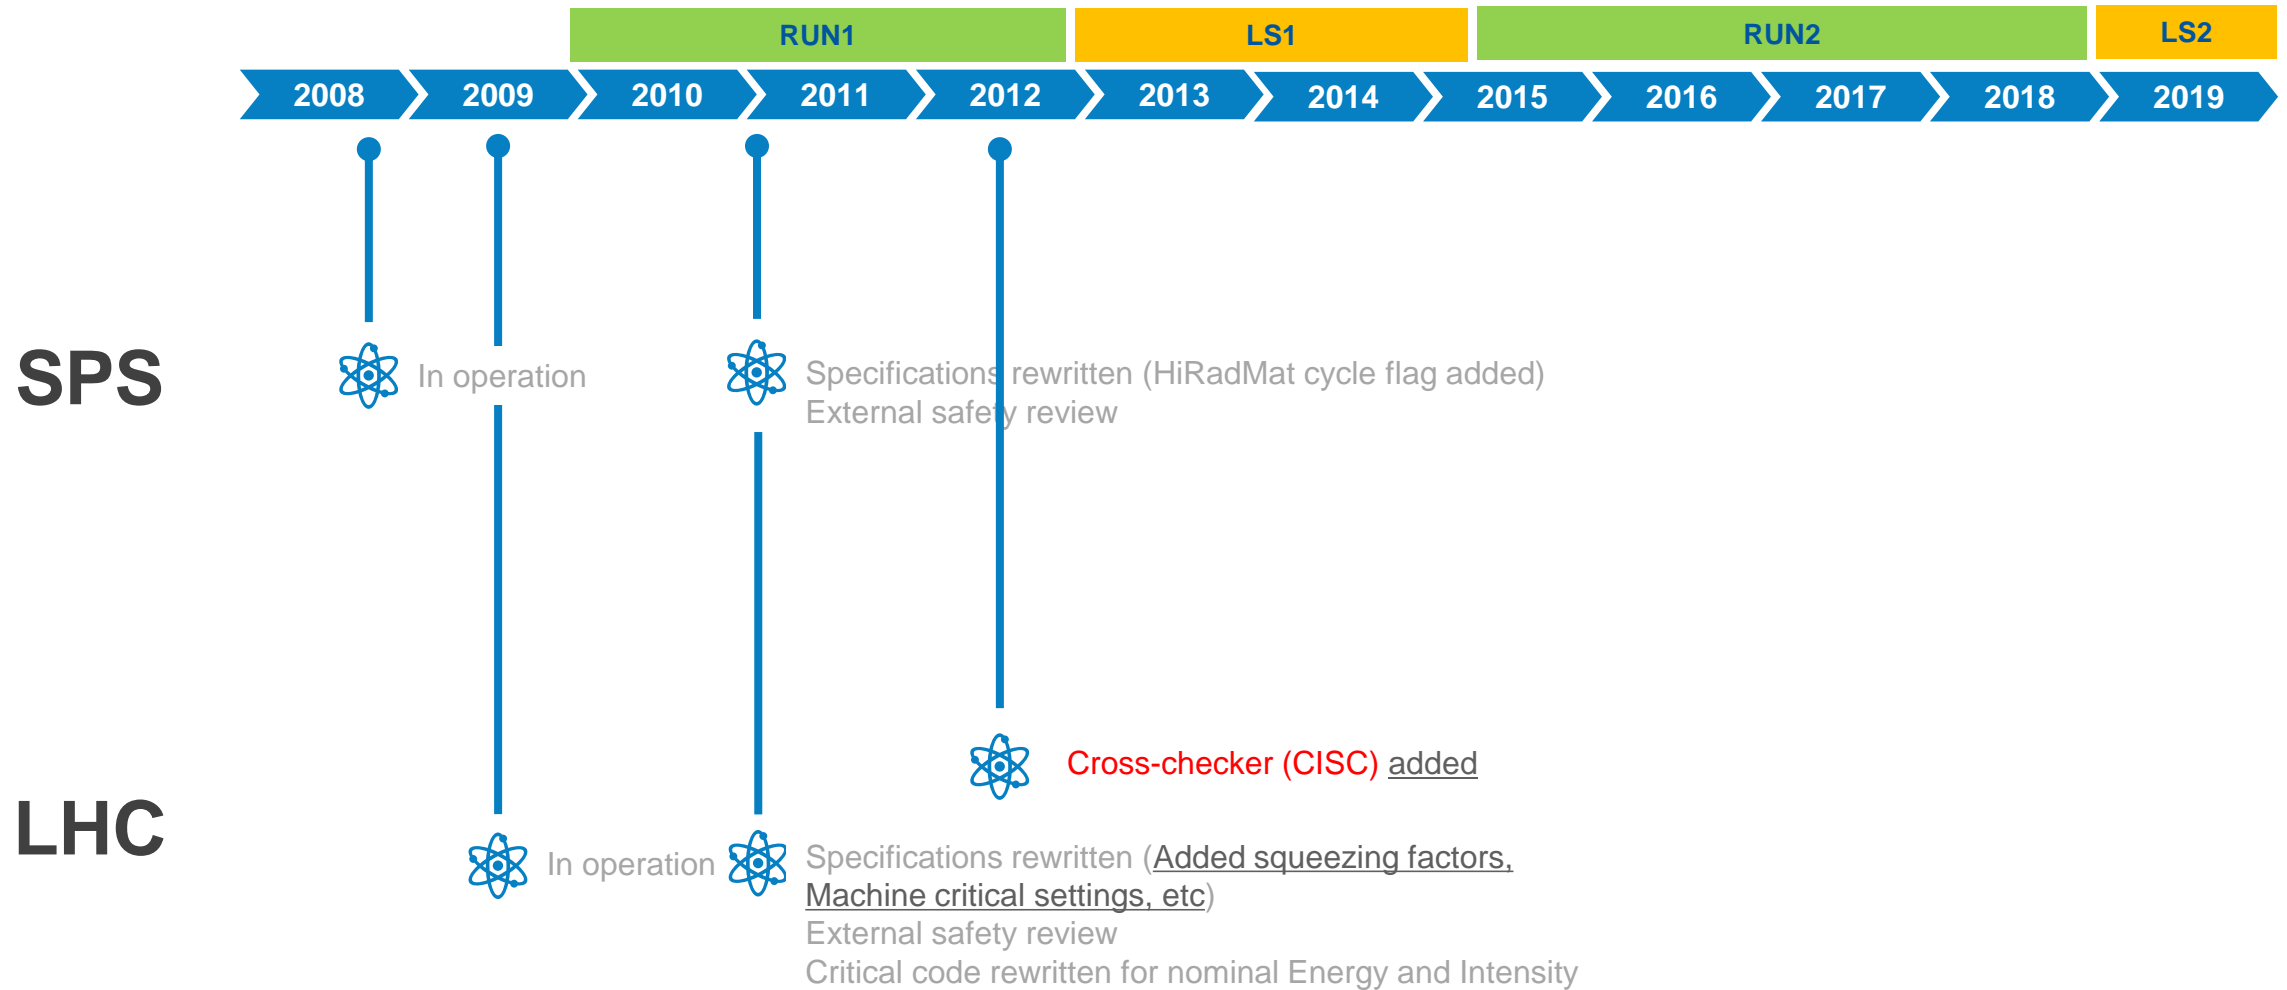 RUN1 LS1 RUN2 LS2
2008 2009 2010 2011 2012 2013 2014 2015 2016 2017 2018 2019
SPS
In operation
Specifications rewritten (HiRadMat cycle flag added)
External safety review
LHC
Cross-checker (CISC) added
In operation
Specifications rewritten (Added squeezing factors,
Machine critical settings, etc)
External safety review
Critical code rewritten for nominal Energy and Intensity